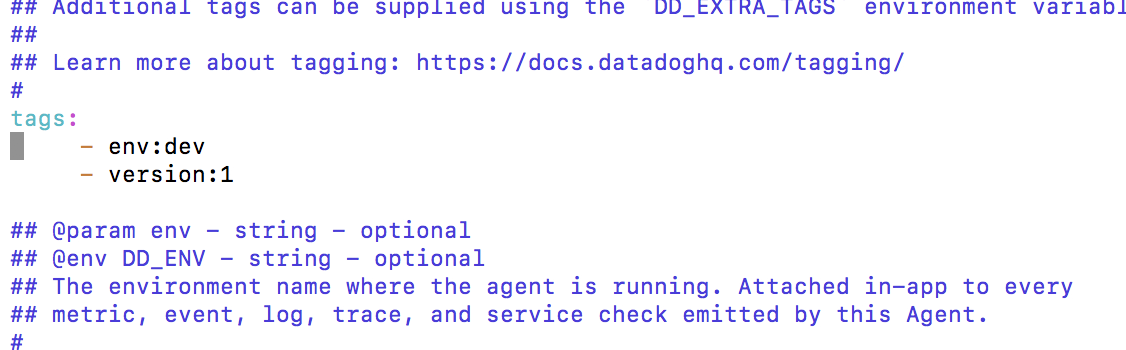 ## Additional tags can be supplied using the `DD_EXTRA_TAGS` environment
##
## Learn more about tagging: https://docs.datadoghq.com/tagging/
#
tags:
     - env:dev
     - version:1
## @param env - string - optional
## @env DD_ENV - string - optional
## The environment name where the agent is running. Attached in-app to every
## metric, event, log, trace, and service check emitted by this Agent.
#